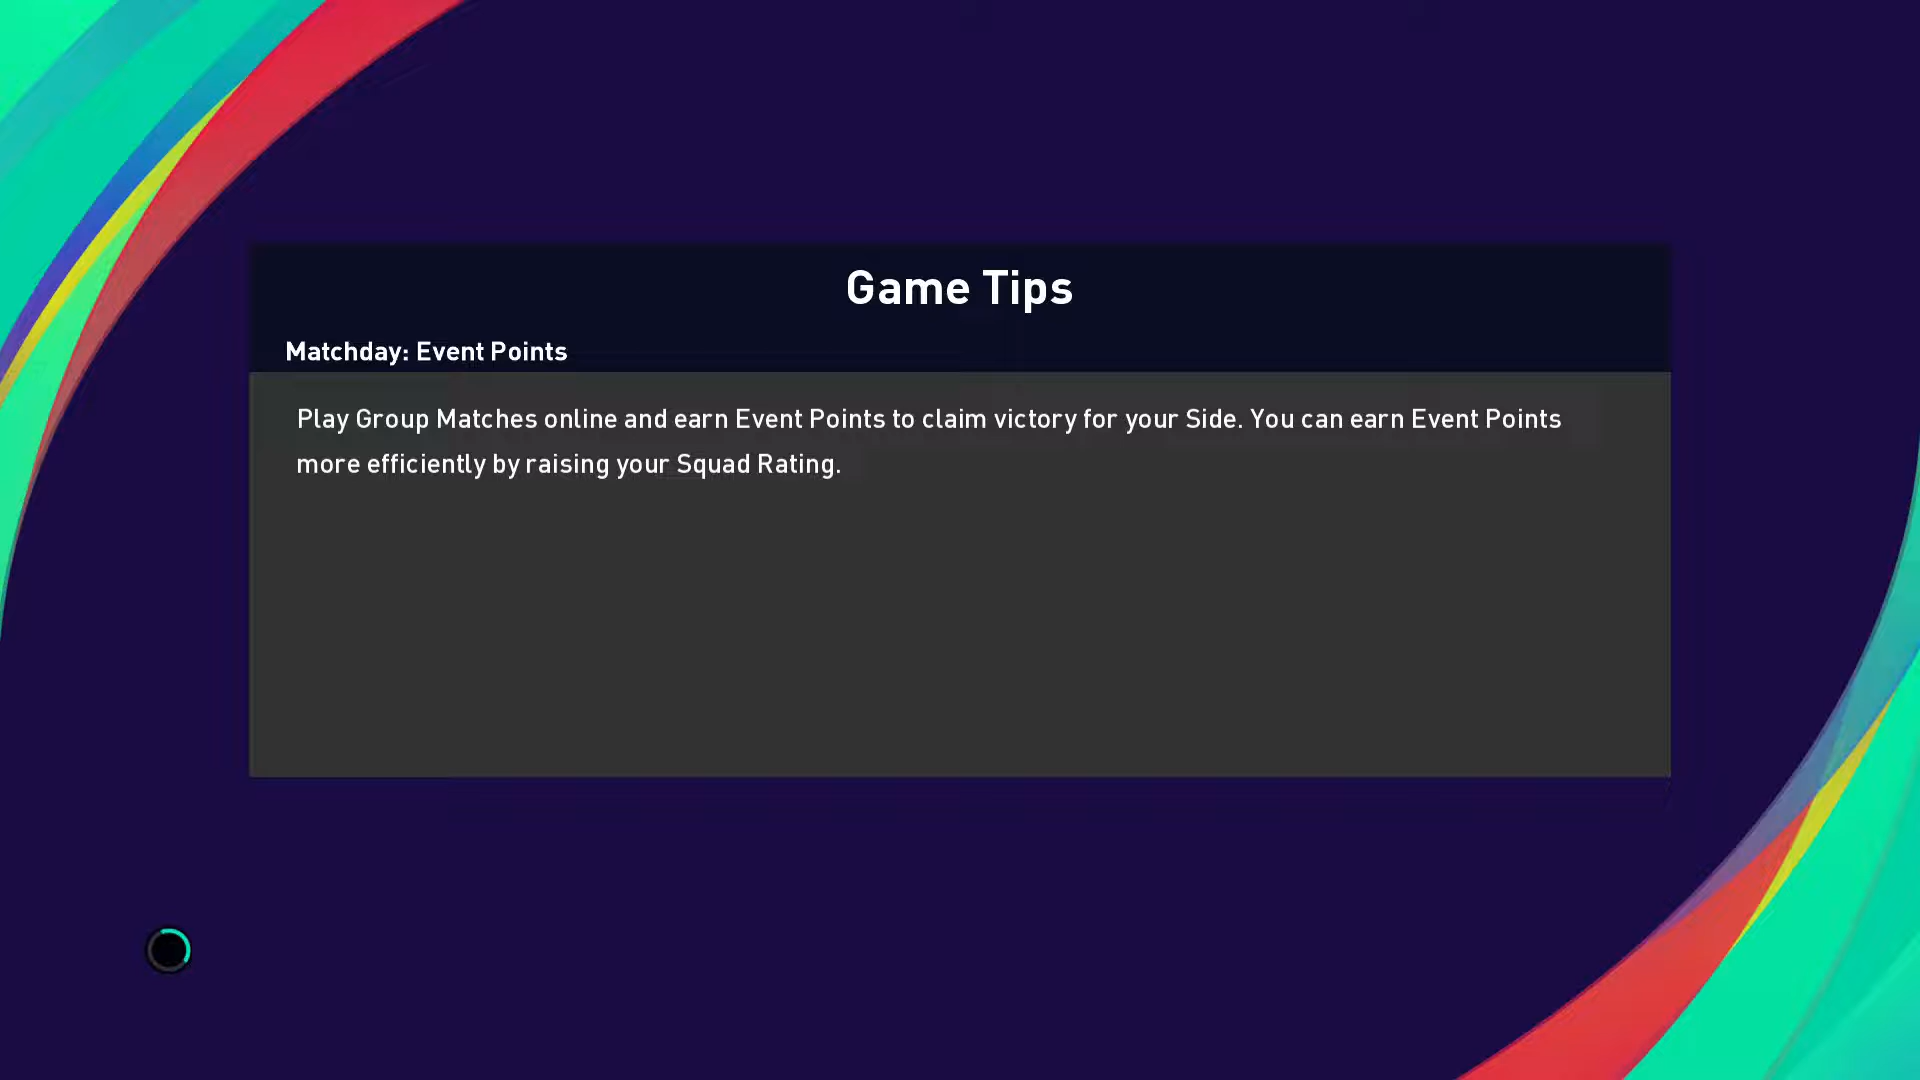 Game Tips
Matchday: Event Points
Play Group Matches online and earn Event Points to claim victory for your Side. You can earn Event Points
more efficiently by raising your Squad Rating.